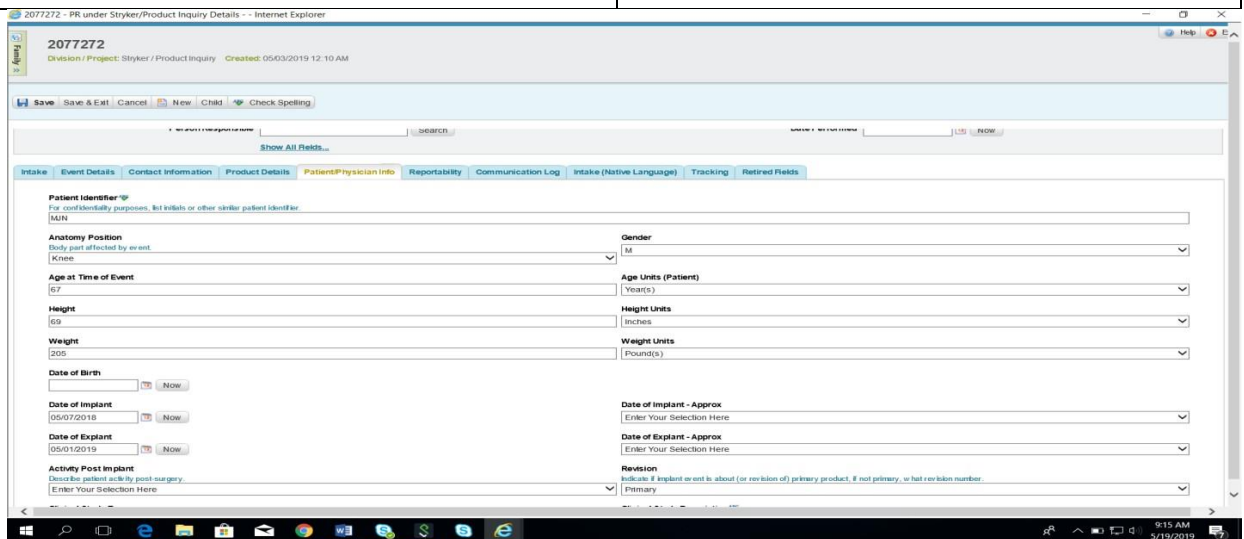 2077272 - PR under Stryker/Product Inquiry Details - - Internet Explorer
Help
Family
2077272
Division / Project: Stryker / Product Inquiry Created: 05/03/2019 12:10 AM
Save Save & Exit Cancel New Child Check Spelling
Person Responsible Search Date Performed Now
Show All Fields...
Intake Event Details Contact Information Product Details Patient/Physician Info Reportability Communication Log Intake (Native Language) Tracking Retired Fields
Patient Identifier
For confidentiality purposes, list initials or other similar patient identifier.
MJN
Anatomy Position Gender
Body part affected by event. M
Knee
Age at Time of Event Age Units (Patient)
67 Year(s)
Height Height Units
69 Inches
Weight Weight Units
205 Pound(s)
Date of Birth
Now
Date of Implant Date of Implant - Approx
05/07/2018 Now Enter Your Selection Here
Date of Explant Date of Explant - Approx
05/01/2019 Now Enter Your Selection Here
Activity Post Implant Revision
Describe patient activity post-surgery. Indicate if implant event is about (or revision of) primary product, if not primary, what revision number.
Enter Your Selection Here Primary
9:15 AM
5/19/2019